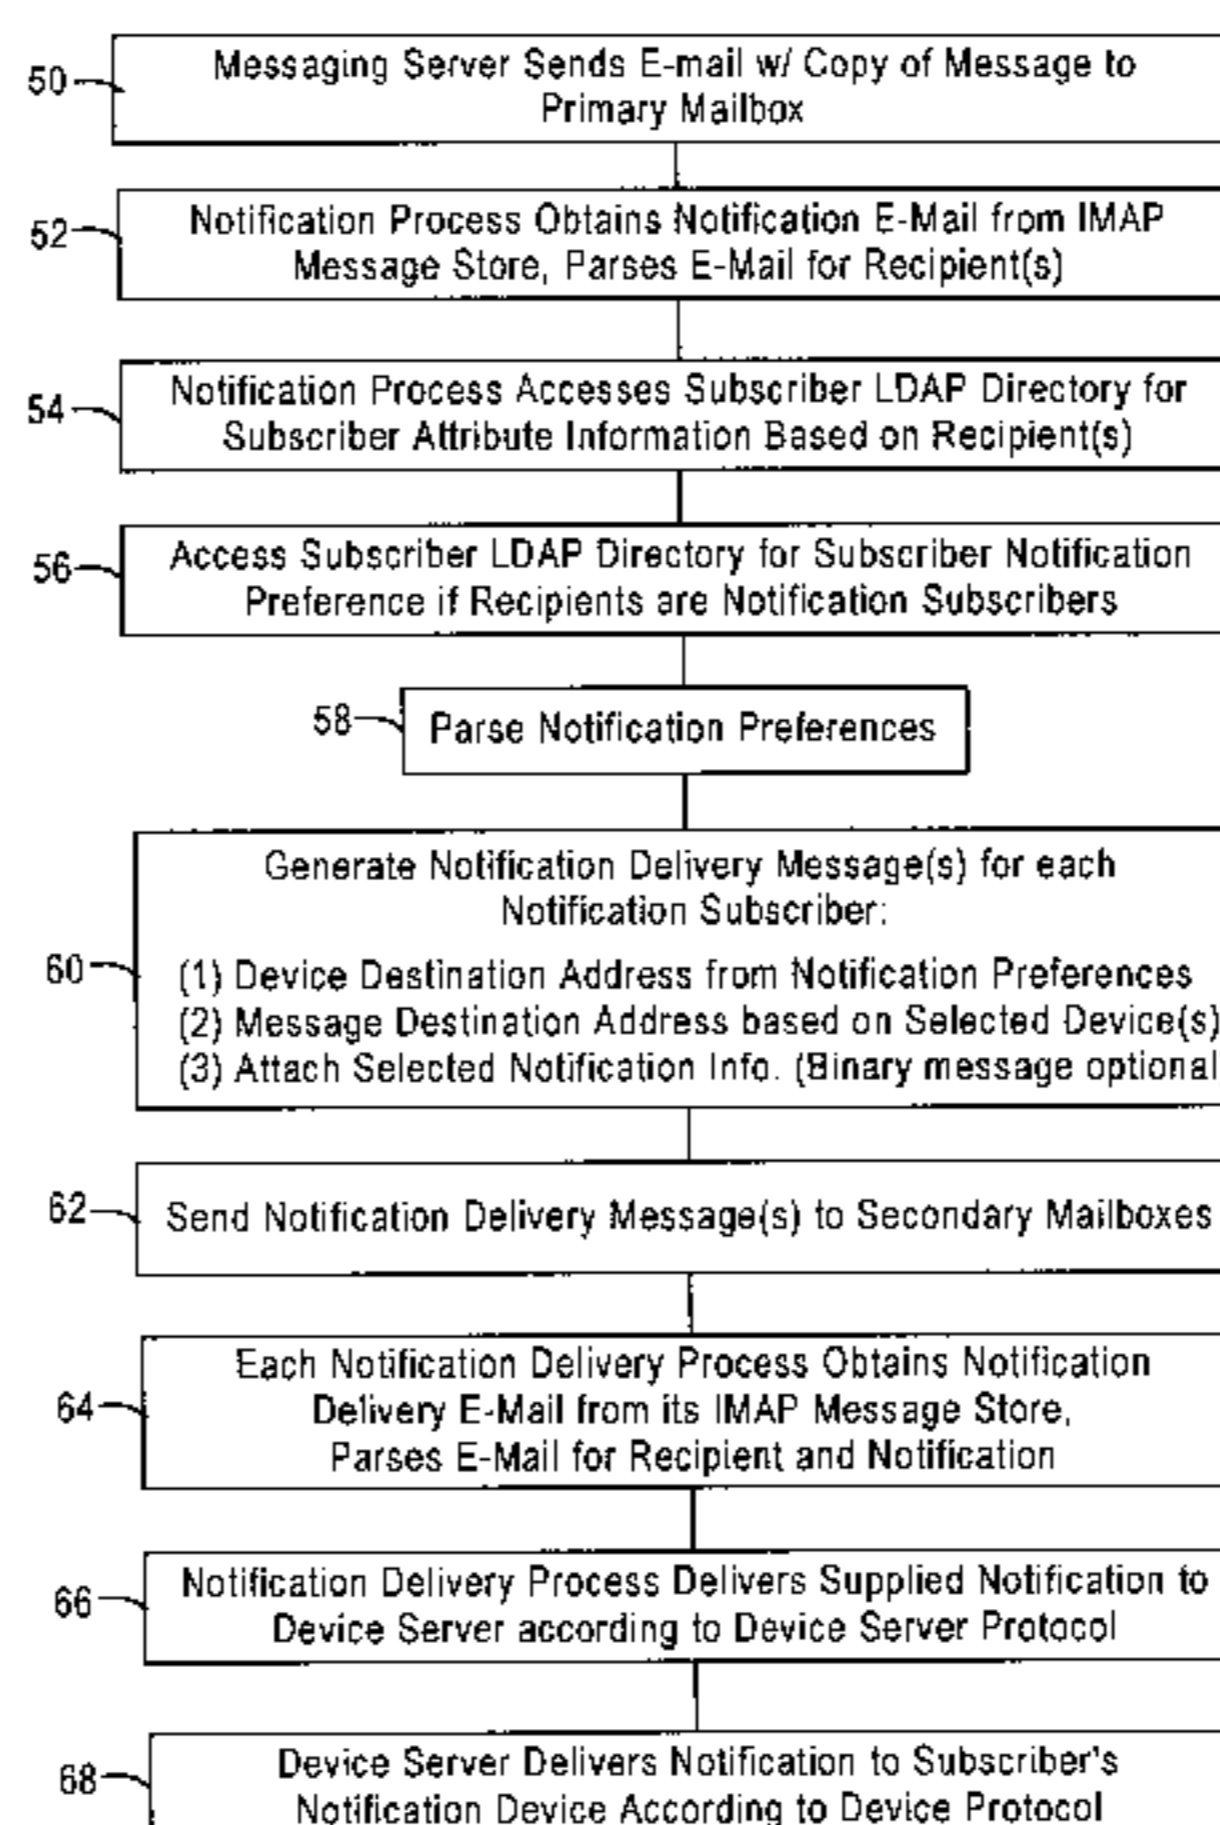 50
Messaging Server Sends E-mail w/ Copy of Message to
Primary Mailbox
52
Notification Process Obtains Notification E-Mail from IMAP
Message Store, Parses E-Mail for Recipient(s)
54
Notification Process Accesses Subscriber LDAP Directory for
Subscriber Attribute Information Based on Recipient(s)
56
Access Subscriber LDAP Directory for Subscriber Notification
Preference if Recipients are Notification Subscribers
58
Parse Notification Preferences
60
Generate Notification Delivery Message(s) for each
Notification Subscriber:
(1) Device Destination Address from Notification Preferences
(2) Message Destination Address based on Selected Device(s)
(3) Attach Selected Notification Info. (Binary message optional
62
Send Notification Delivery Message(s) to Secondary Mailboxes
64
Each Notification Delivery Process Obtains Notification
Delivery E-Mail from its IMAP Message Store,
Parses E-Mail for Recipient and Notification
66
Notification Delivery Process Delivers Supplied Notification to
Device Server according to Device Server Protocol
68
Device Server Delivers Notification to Subscriber's
Notification Device According to Device Protocol